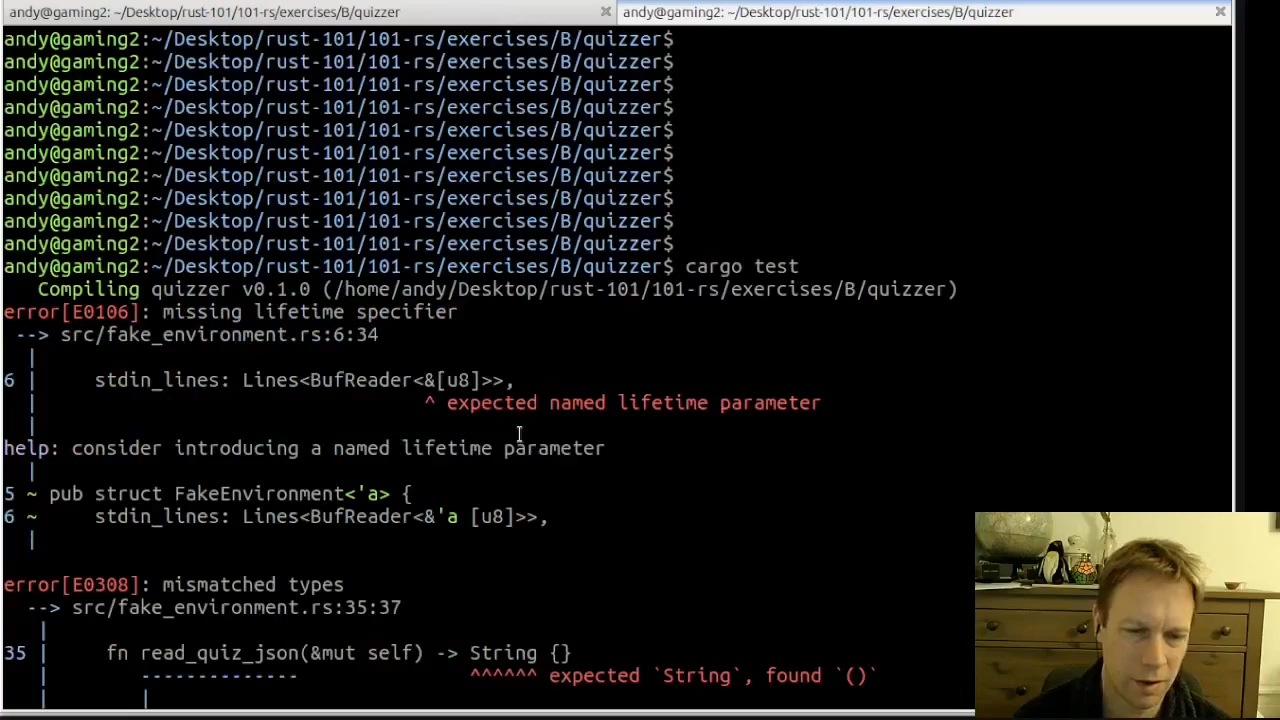 andy@gaming2: ~/Desktop/rust-101/101-rs/exercises/B/quizzer
andy@gaming2: ~/Desktop/rust-101/101-rs/exercises/B/quizzer
andy@gaming2:~/Desktop/rust-101/101-rs/exercises/B/quizzer$
andy@gaming2:~/Desktop/rust-101/101-rs/exercises/B/quizzer$
andy@gaming2:~/Desktop/rust-101/101-rs/exercises/B/quizzer$
andy@gaming2:~/Desktop/rust-101/101-rs/exercises/B/quizzer$
andy@gaming2:~/Desktop/rust-101/101-rs/exercises/B/quizzer$
andy@gaming2:~/Desktop/rust-101/101-rs/exercises/B/quizzer$
andy@gaming2:~/Desktop/rust-101/101-rs/exercises/B/quizzer$
andy@gaming2:~/Desktop/rust-101/101-rs/exercises/B/quizzer$
andy@gaming2:~/Desktop/rust-101/101-rs/exercises/B/quizzer$
andy@gaming2:~/Desktop/rust-101/101-rs/exercises/B/quizzer$
andy@gaming2:~/Desktop/rust-101/101-rs/exercises/B/quizzer$ cargo test
   Compiling quizzer v0.1.0 (/home/andy/Desktop/rust-101/101-rs/exercises/B/quizzer)
error[E0106]: missing lifetime specifier
 --> src/fake_environment.rs:6:34
  |
6 |     stdin_lines: Lines<BufReader<&[u8]>>,
  |                                  ^ expected named lifetime parameter
  |
help: consider introducing a named lifetime parameter
  |
5 ~ pub struct FakeEnvironment<'a> {
6 ~     stdin_lines: Lines<BufReader<&'a [u8]>>,
  |
error[E0308]: mismatched types
  --> src/fake_environment.rs:35:37
   |
35 |     fn read_quiz_json(&mut self) -> String {}
   |        --------------               ^^^^^^ expected `String`, found `()`
   |        |